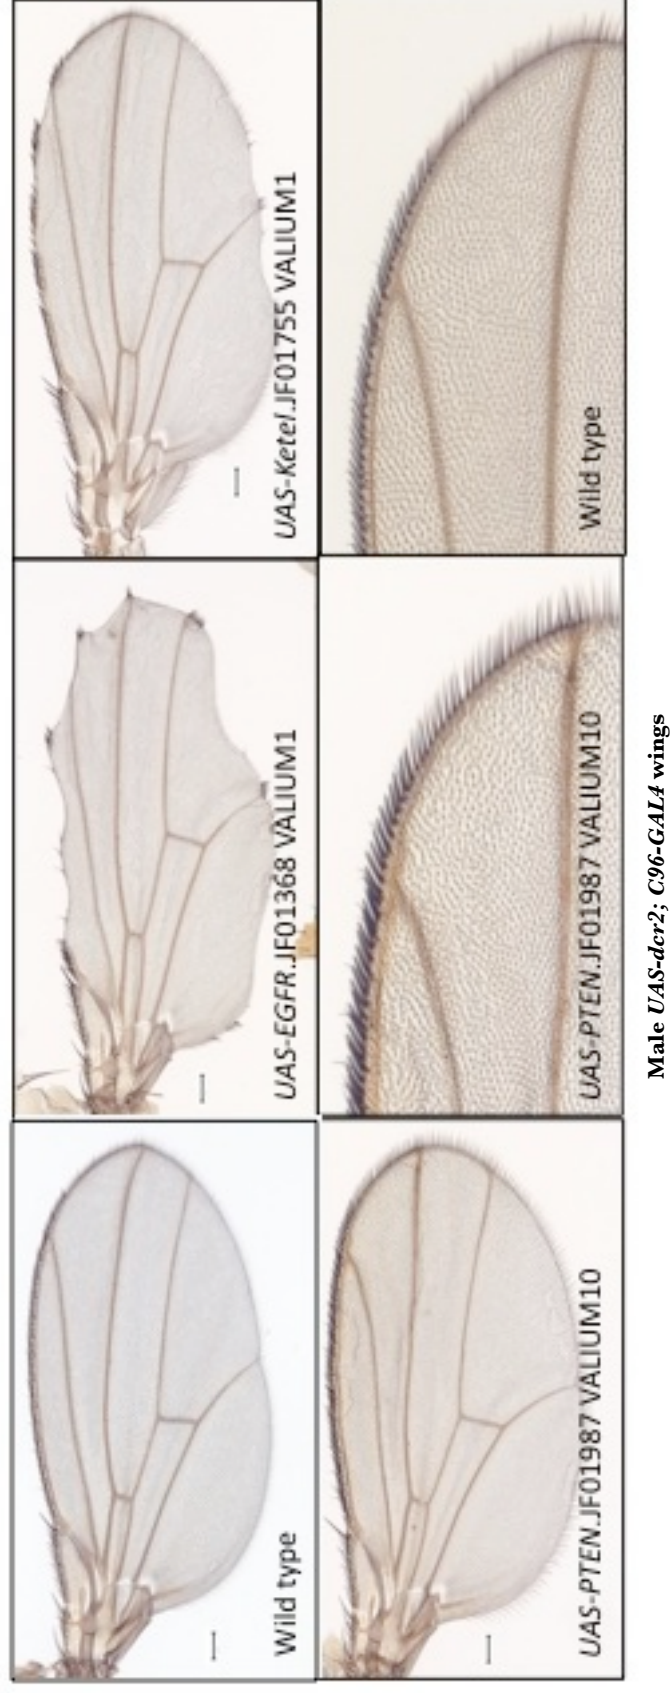 Wild type
UAS-EGFR.JF01368 VALIUM1
UAS-Ketel.JF01755 VALIUM1
UAS-PTEN.JF01987 VALIUM10
UAS-PTEN.JF01987 VALIUM10
Wild type
Male UAS-dcr2; C96-GAL4 wings